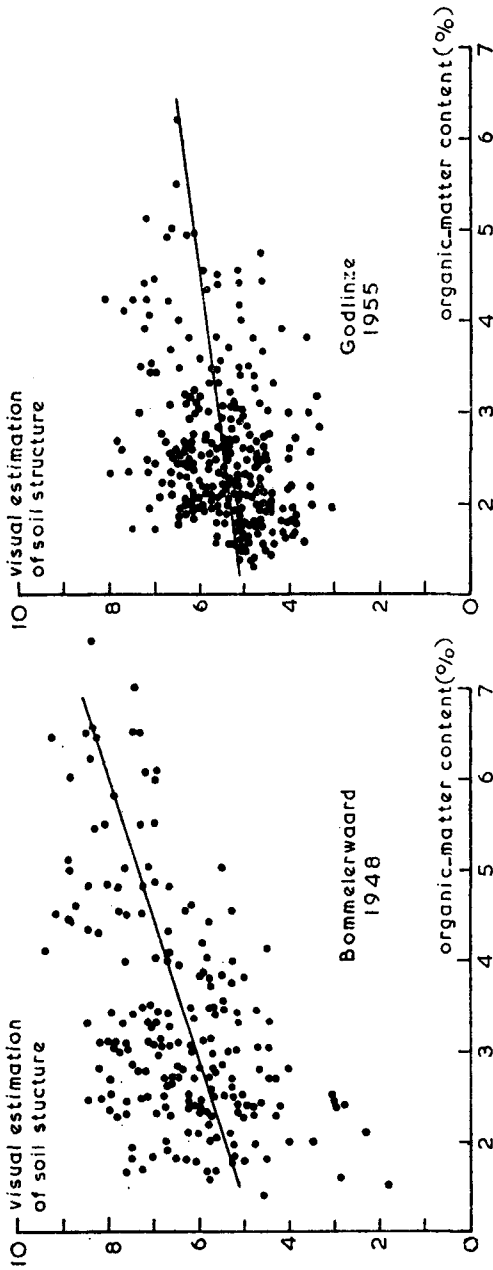 visual estimation
of soil stucture
10
8
6
4
2
0
Bommelerwaard
1948
organic-matter content(%)
2 3 4 5 6 7
visual estimation
of soil structure
10
8
6
4
2
0
Godlinze
1955
organic-matter content(%)
2 3 4 5 6 7